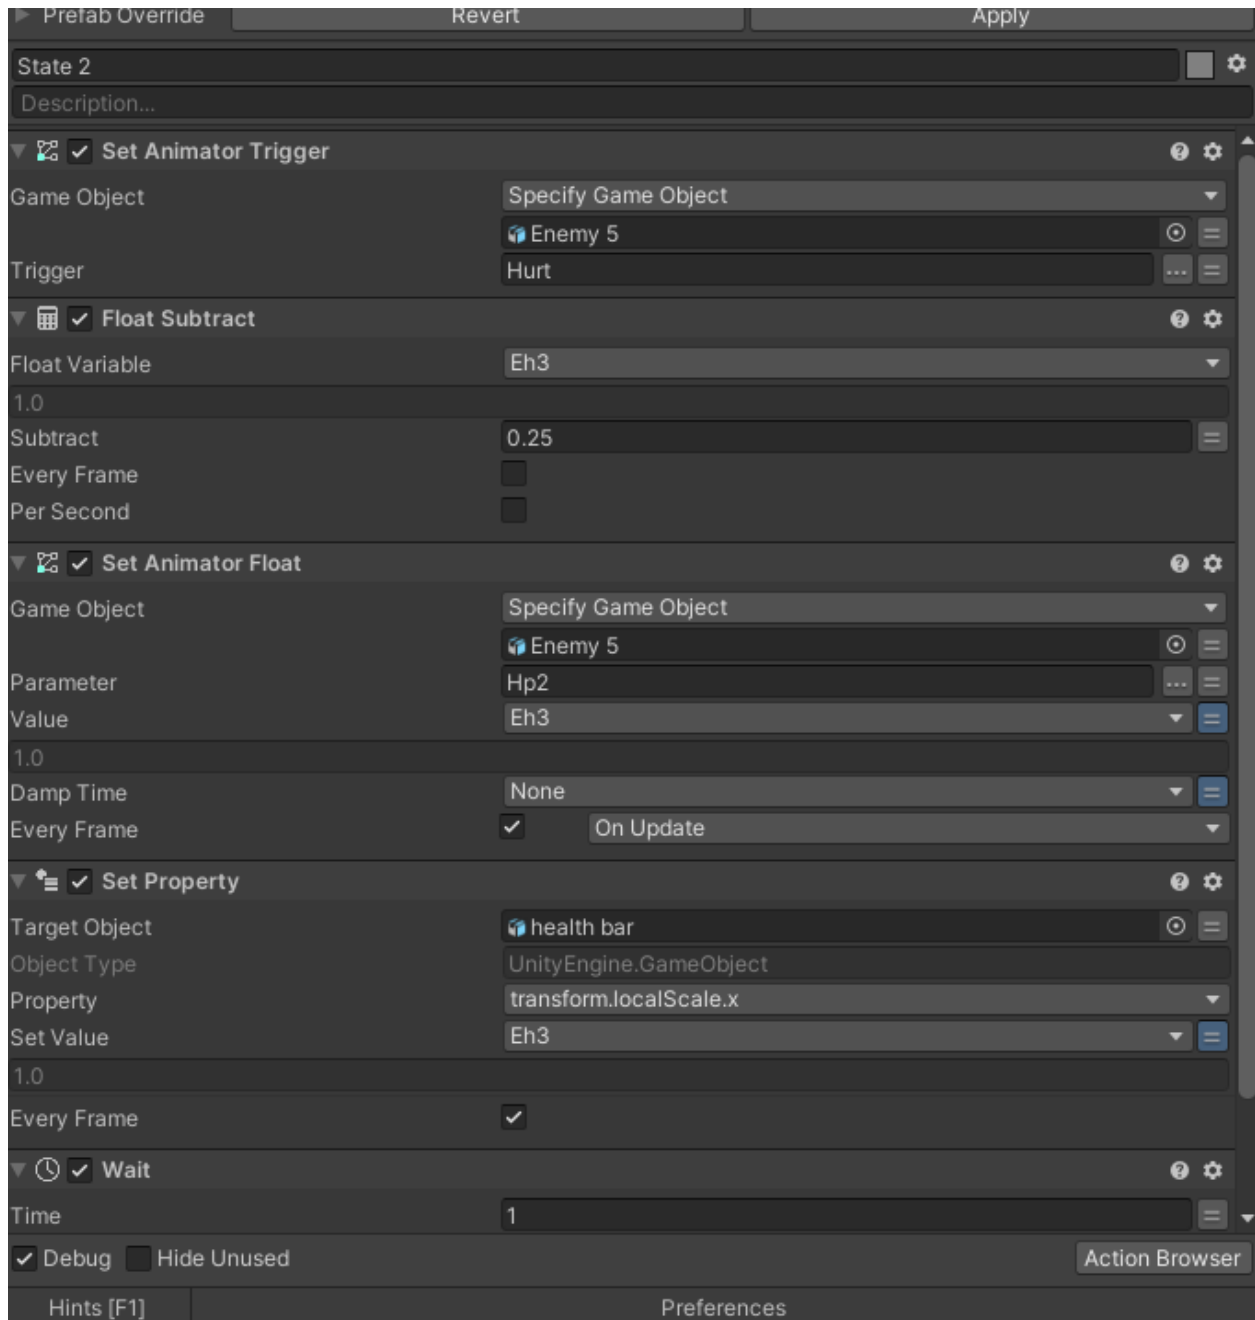 Prefab Override Revert Apply
State 2
Description...
Set Animator Trigger
Game Object Specify Game Object
Enemy 5
Trigger Hurt ...
Float Subtract
Float Variable Eh3
1.0
Subtract 0.25
Every Frame
Per Second
Set Animator Float
Game Object Specify Game Object
Enemy 5
Parameter Hp2 ...
Value Eh3
1.0
Damp Time None
Every Frame On Update
Set Property
Target Object health bar
Object Type UnityEngine.GameObject
Property transform.localScale.x
Set Value Eh3
1.0
Every Frame
Wait
Time 1
Debug Hide Unused Action Browser
Hints [F1] Preferences